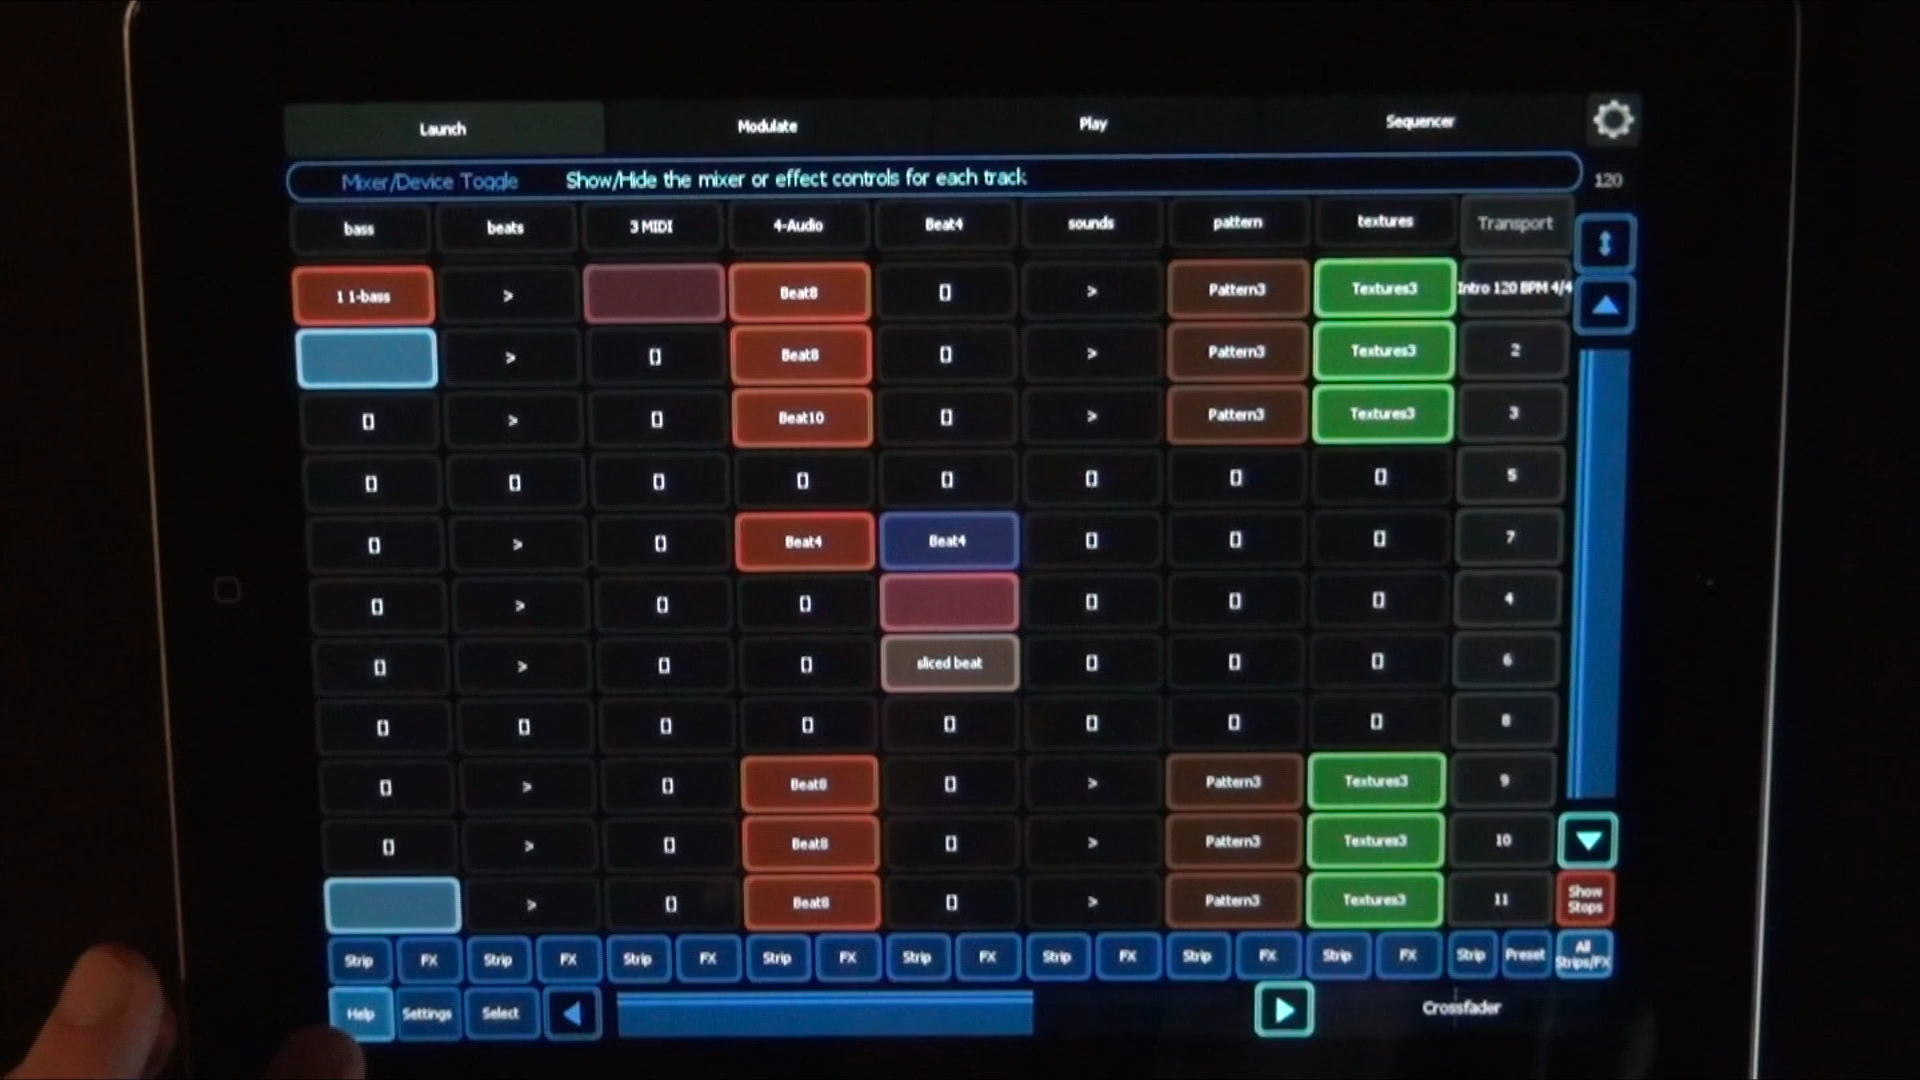 Launch Modulate Play Sequencer
Mixer/Device Toggle Show/Hide the mixer or effect controls for each track 120
bass beats 3 MIDI 4-Audio Beat4 sounds pattern textures Transport
1 1-bass > Beat8 [] > Pattern3 Textures3 Intro 120 BPM 4/4
> [] Beat8 [] > Pattern3 Textures3 2
[] > [] Beat10 [] > Pattern3 Textures3 3
[] [] [] [] [] [] [] [] 5
[] > [] Beat4 Beat4 [] [] [] 7
[] > [] [] [] [] [] 4
[] > [] [] sliced beat [] [] [] 6
[] [] [] [] [] [] [] [] 8
[] > [] Beat8 [] > Pattern3 Textures3 9
[] > [] Beat8 [] > Pattern3 Textures3 10
> [] Beat8 [] > Pattern3 Textures3 11
Show
Stops
Strip FX Strip FX Strip FX Strip FX Strip FX Strip FX Strip FX Strip FX Strip Preset All
Strips/FX
Help Settings Select Crossfader